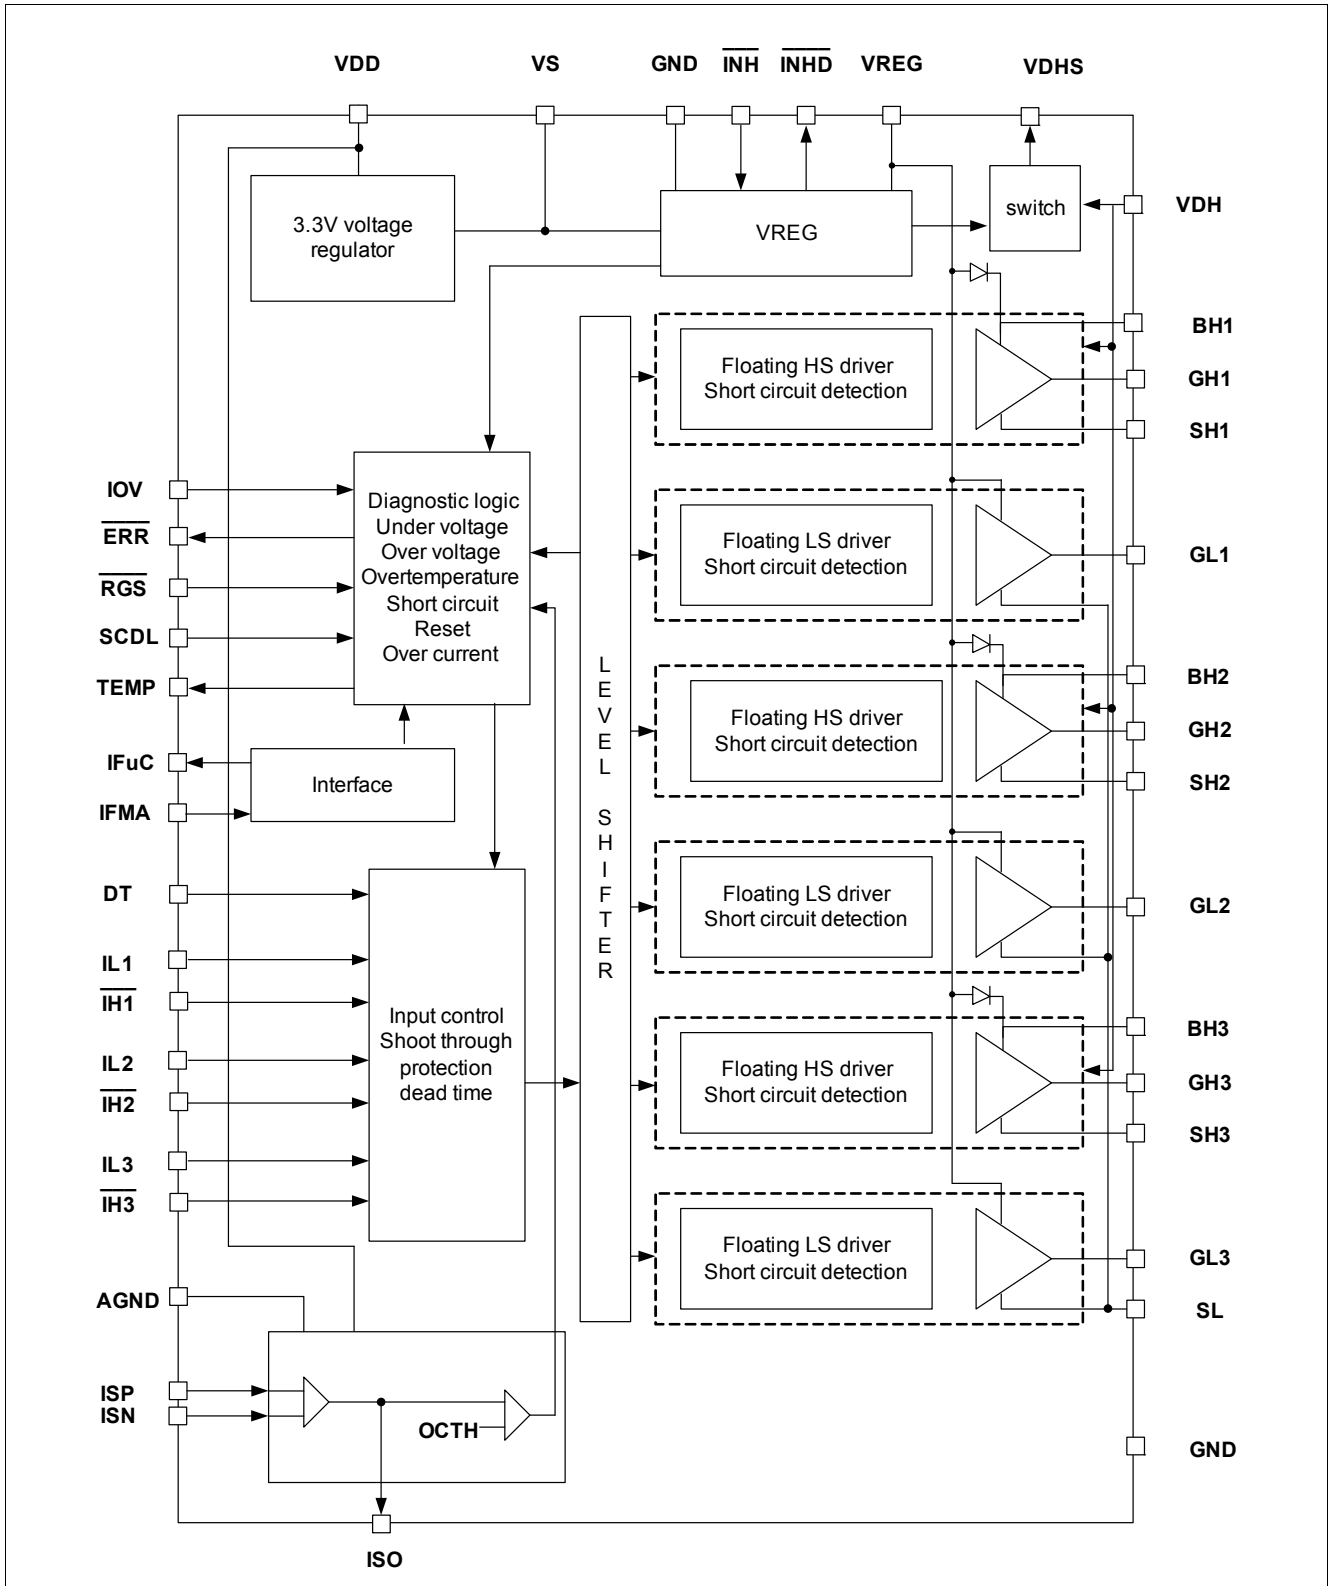 VDD VS GND INH INHD VREG VDHS
3.3V voltage
regulator
VREG
switch
VDH
BH1
Floating HS driver
Short circuit detection
GH1
SH1
IOV
ERR
RGS
SCDL
TEMP
Diagnostic logic
Under voltage
Over voltage
Overtemperature
Short circuit
Reset
Over current
Floating LS driver
Short circuit detection
GL1
LEVEL SHIFTER
BH2
Floating HS driver
Short circuit detection
GH2
SH2
IFuC
IFMA
Interface
Floating LS driver
Short circuit detection
GL2
DT
IL1
IH1
IL2
IH2
IL3
IH3
Input control
Shoot through
protection
dead time
BH3
Floating HS driver
Short circuit detection
GH3
SH3
Floating LS driver
Short circuit detection
GL3
SL
AGND
ISP
ISN
OCTH
GND
ISO